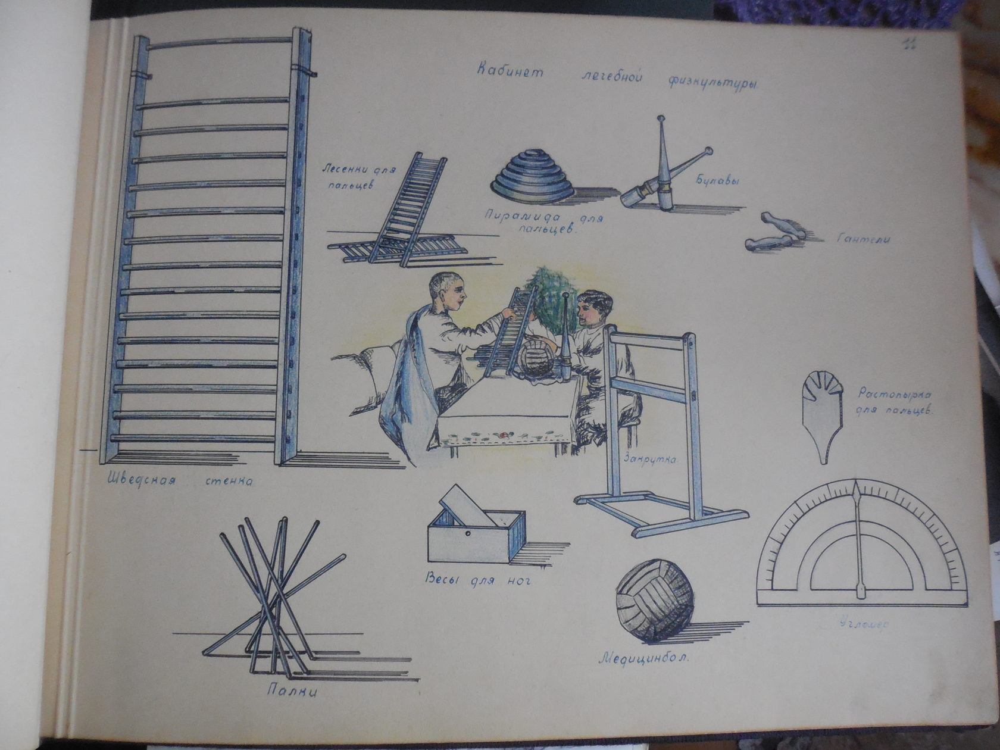 11
Кабинет лечебной физкультуры
Лесенки для
пальцев
Пирамида для
пальцев.
Булавы
Гантели
Растопырка
для пальцев.
Закрутка
Шведская стенка
Весы для ног
Угломер
Медицинбол.
Палки